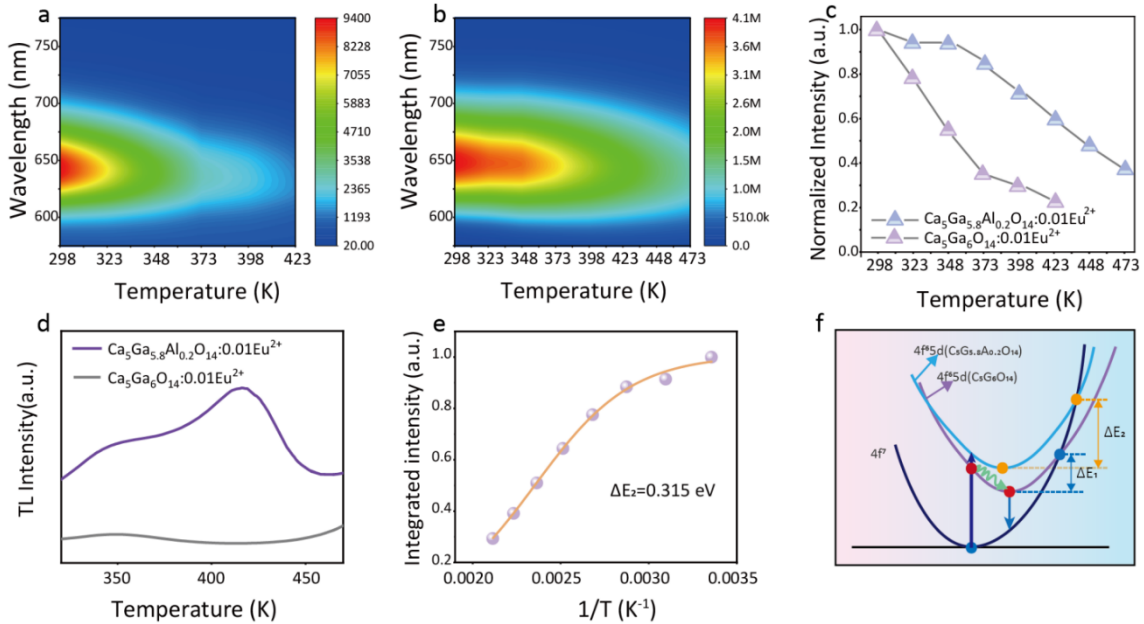 a
Wavelength (nm)
750
700
650
600
298 323 348 373 398 423
Temperature (K)
9400
8227
7055
5883
4710
3538
2365
1193
20.00
b
Wavelength (nm)
750
700
650
600
298 323 348 373 398 423 448 473
Temperature (K)
4.1M
3.6M
3.1M
2.6M
2.0M
1.5M
1.0M
510.0k
0.0
c
Normalized Intensity (a.u.)
1.0
0.8
0.6
0.4
0.2
0.0
Ca₅Ga₅.₈Al₀.₂O₁₄:0.01Eu²⁺
Ca₅Ga₆O₁₄:0.01Eu²⁺
298 323 348 373 398 423 448 473
Temperature (K)
d
TL Intensity(a.u.)
Ca₅Ga₅.₈Al₀.₂O₁₄:0.01Eu²⁺
Ca₅Ga₆O₁₄:0.01Eu²⁺
350 400 450
Temperature (K)
e
Integrated intensity (a.u.)
1.0
0.8
0.6
0.4
0.2
ΔE₂=0.315 eV
0.0020 0.0025 0.0030 0.0035
1/T (K⁻¹)
f
4f⁶5d(C₅G₅.₈A₀.₂O₁₄)
4f⁶5d(C₅G₆O₁₄)
4f⁷
ΔE₂
ΔE₁